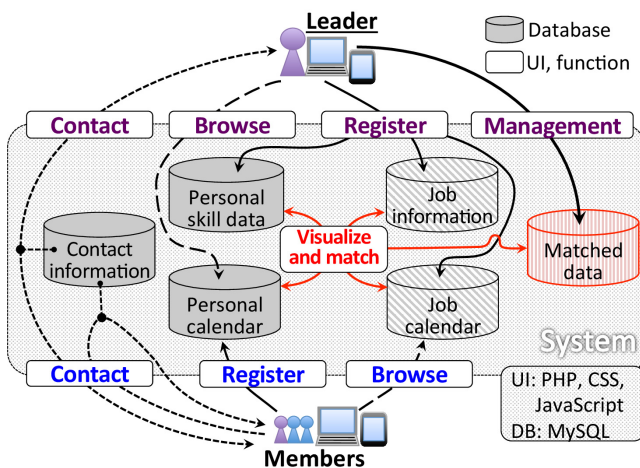 Leader
Database
UI, function
Contact
Browse
Register
Management
Personal
skill data
Job
information
Contact
information
Visualize
and match
Matched
data
Personal
calendar
Job
calendar
System
Contact
Register
Browse
UI: PHP, CSS,
JavaScript
DB: MySQL
Members